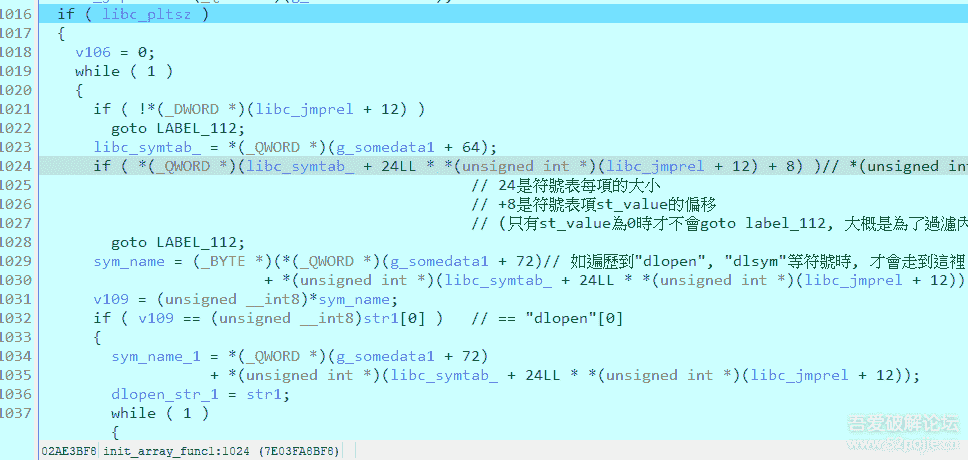 1016 if ( libc_pltsz )
1017 {
1018 v106 = 0;
1019 while ( 1 )
1020 {
1021 if ( !*(_DWORD *)(libc_jmprel + 12) )
1022 goto LABEL_112;
1023 libc_symtab_ = *(_QWORD *)(g_somedata1 + 64);
1024 if ( *(_QWORD *)(libc_symtab_ + 24LL * *(unsigned int *)(libc_jmprel + 12) + 8) )// *(unsigned in
1025 // 24是符號表每項的大小
1026 // +8是符號表項st_value的偏移
1027 // (只有st_value為0時才不會goto label_112, 大概是為了過濾內
1028 goto LABEL_112;
1029 sym_name = (_BYTE *)(*(_QWORD *)(g_somedata1 + 72)// 如遍歷到"dlopen", "dlsym"等符號時, 才會走到這裡
1030 + *(unsigned int *)(libc_symtab_ + 24LL * *(unsigned int *)(libc_jmprel + 12))
1031 v109 = (unsigned __int8)*sym_name;
1032 if ( v109 == (unsigned __int8)str1[0] ) // == "dlopen"[0]
1033 {
1034 sym_name_1 = *(_QWORD *)(g_somedata1 + 72)
1035 + *(unsigned int *)(libc_symtab_ + 24LL * *(unsigned int *)(libc_jmprel + 12));
1036 dlopen_str_1 = str1;
1037 while ( 1 )
{
02AE3BF8 init_array_func1:1024 (7E03FA6BF8)
吾爱破解论坛
www.52pojie.cn